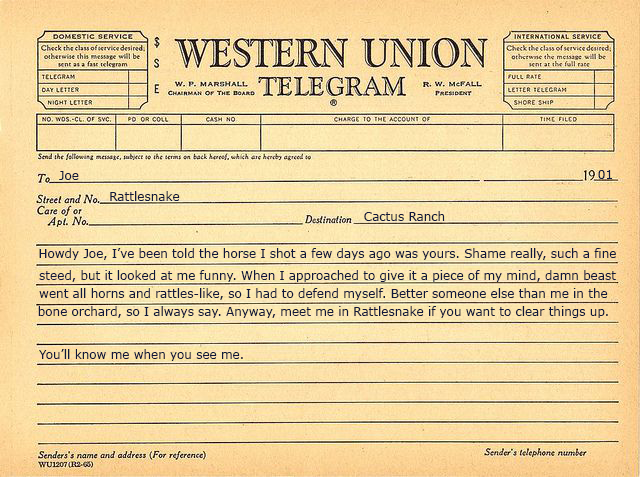 DOMESTIC SERVICE
Check the class of service desired;
otherwise this message will be
sent as a fast telegram
TELEGRAM
DAY LETTER
NIGHT LETTER
$
S
E
WESTERN UNION
TELEGRAM
®
W. P. MARSHALL
CHAIRMAN OF THE BOARD
R. W. McFALL
PRESIDENT
INTERNATIONAL SERVICE
Check the class of service desired;
otherwise the message will be
sent at the full rate
FULL RATE
LETTER TELEGRAM
SHORE SHIP
NO. WDS.-CL. OF SVC. PD OR COLL CASH NO CHARGE TO THE ACCOUNT OF TIME FILED
Send the following message, subject to the terms on back hereof, which are hereby agreed to
To Joe 19 01
Street and No. Rattlesnake
Care of or
Apt. No. Destination Cactus Ranch
Howdy Joe, I've been told the horse I shot a few days ago was yours. Shame really, such a fine
steed, but it looked at me funny. When I approached to give it a piece of my mind, damn beast
went all horns and rattles-like, so I had to defend myself. Better someone else than me in the
bone orchard, so I always say. Anyway, meet me in Rattlesnake if you want to clear things up.
You'll know me when you see me.
Senders's name and address (For reference) Sender's telephone number
WU1207 (R2-65)